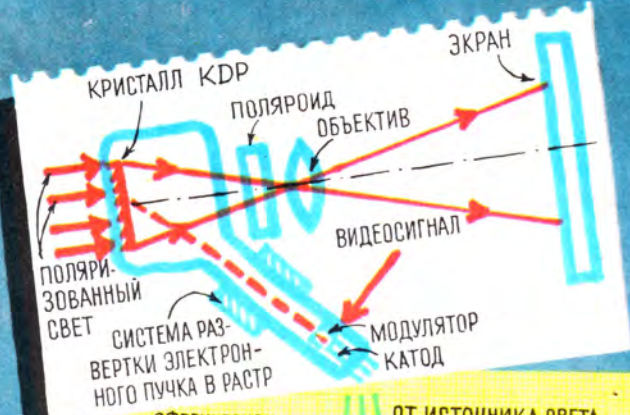 ЭКРАН
КРИСТАЛЛ KDP
ПОЛЯРОИД
ОБЪЕКТИВ
ВИДЕОСИГНАЛ
ПОЛЯРИ-
ЗОВАННЫЙ
СВЕТ
СИСТЕМА РАЗ-
ВЕРТКИ ЭЛЕКТРОН-
НОГО ПУЧКА В РАСТР
МОДУЛЯТОР
КАТОД
ОТ ИСТОЧНИКА СВЕТА